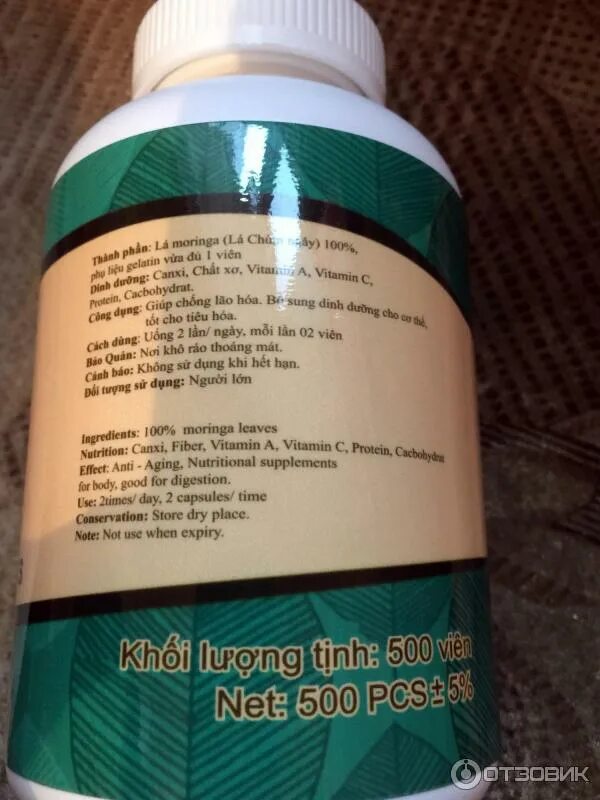 Thành phần: Lá moringa (Lá Chùm ngây) 100%,
phụ liệu gelatin vừa đủ 1 viên
Dinh dưỡng: Canxi, Chất xơ, Vitamin A, Vitamin C,
Protein, Cacbohydrat.
Công dụng: Giúp chống lão hóa. Bổ sung dinh dưỡng cho cơ thể,
tốt cho tiêu hóa.
Cách dùng: Uống 2 lần/ ngày, mỗi lần 02 viên
Bảo Quản: Nơi khô ráo thoáng mát.
Cảnh báo: Không sử dụng khi hết hạn.
Đối tượng sử dụng: Người lớn
Ingredients: 100% moringa leaves
Nutrition: Canxi, Fiber, Vitamin A, Vitamin C, Protein, Cacbohydrat
Effect: Anti - Aging, Nutritional supplements
for body, good for digestion.
Use: 2times/ day, 2 capsules/ time
Conservation: Store dry place.
Note: Not use when expiry.
Khối lượng tịnh: 500 viên
Net: 500 PCS ± 5%
ОТЗОВИК